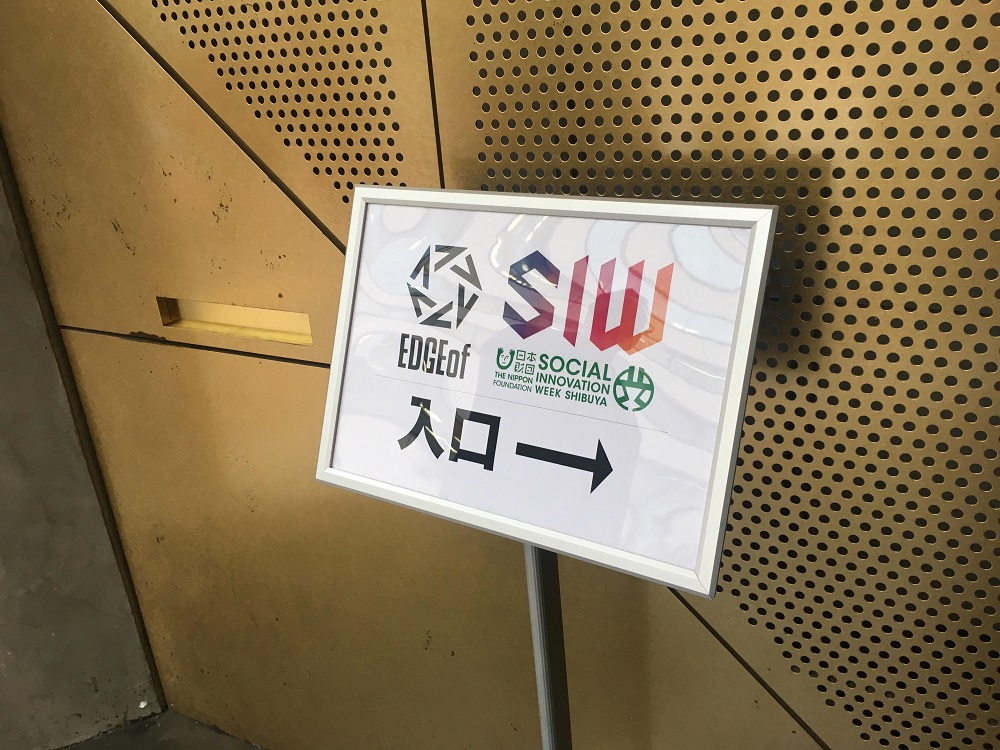 EDGEof
SIW
日本
財団
THE NIPPON
FOUNDATION
SOCIAL
INNOVATION
WEEK SHIBUYA
入口 →